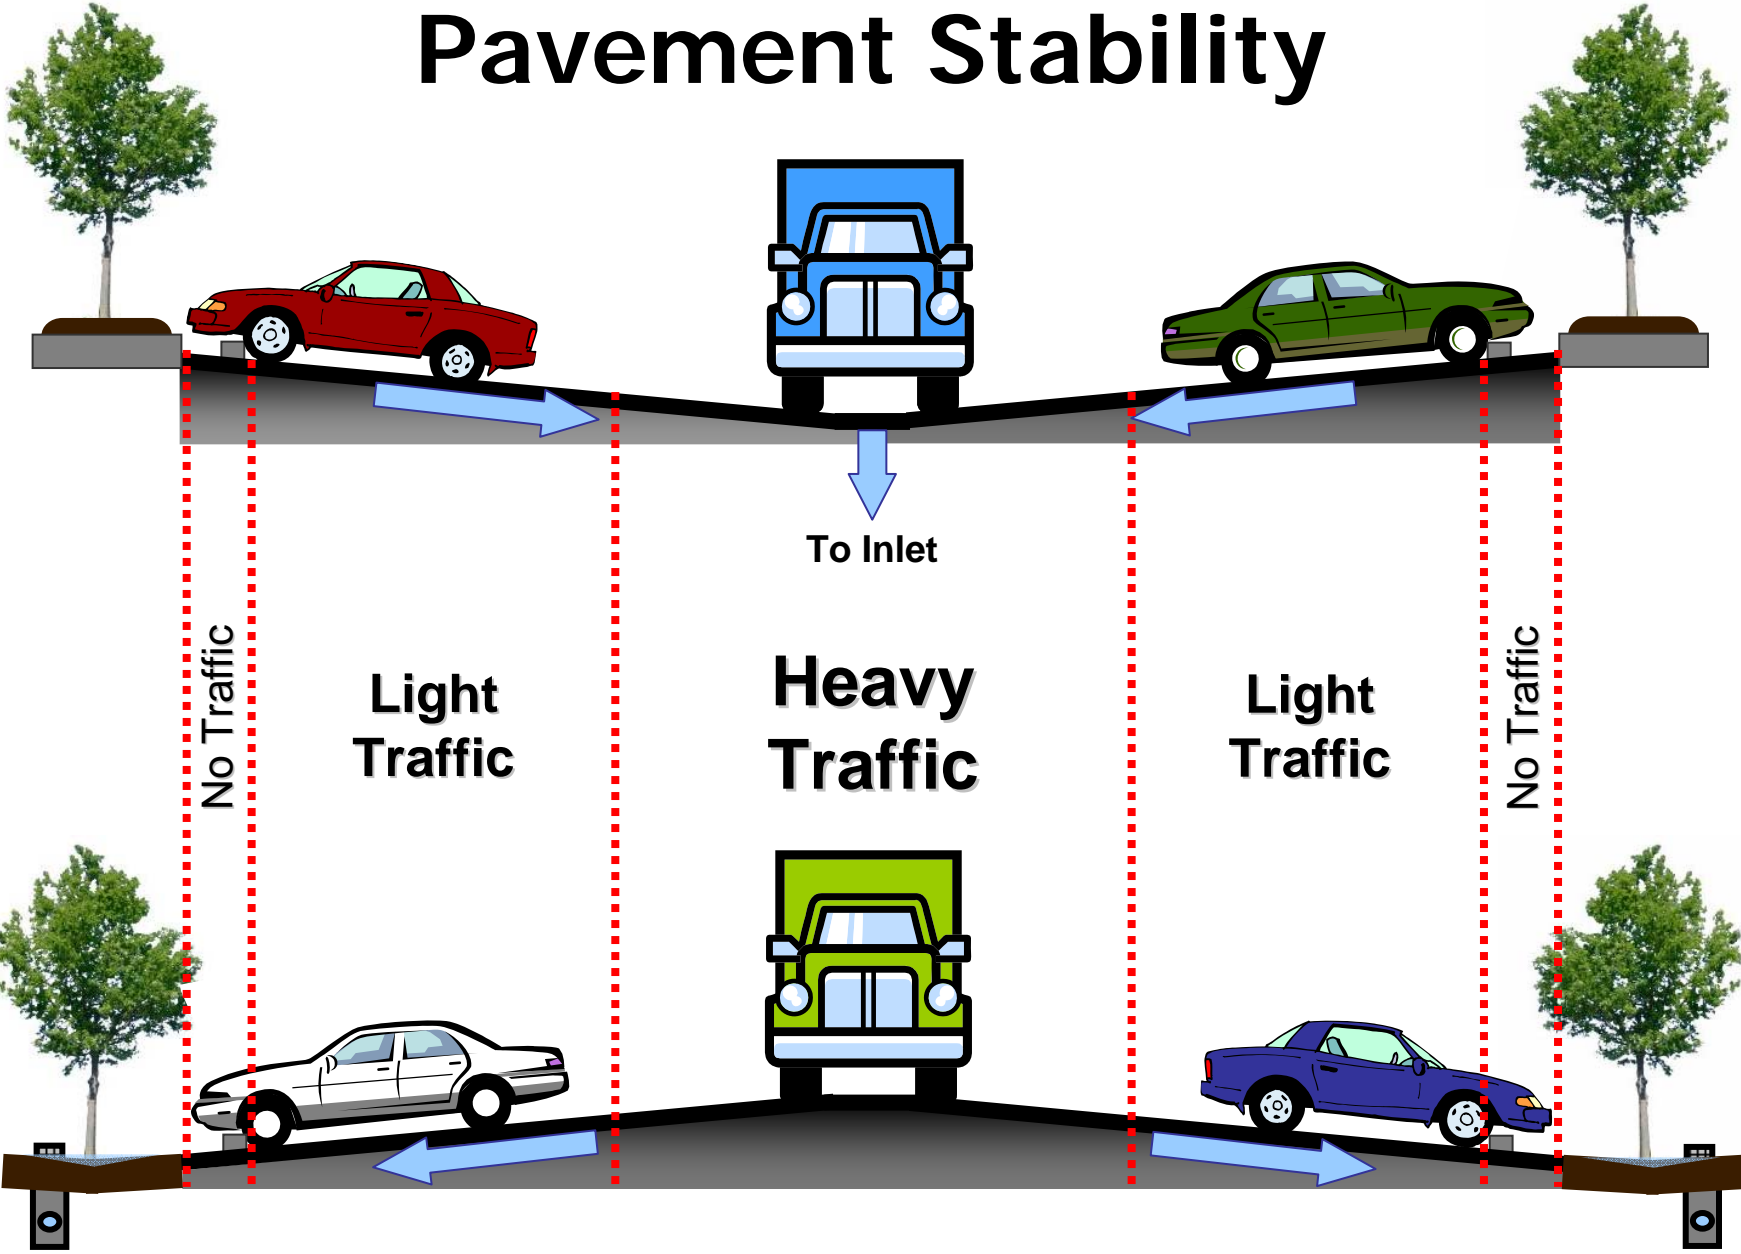 Pavement Stability
To Inlet
No Traffic
Light
Traffic
Heavy
Traffic
Light
Traffic
No Traffic